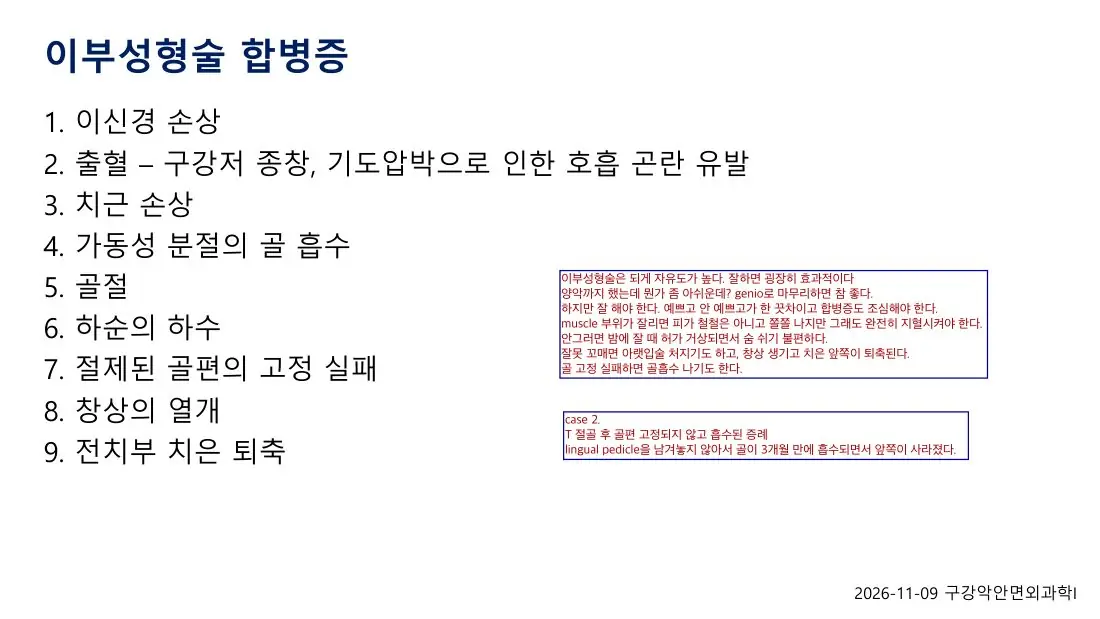 이부성형술 합병증
1. 이신경 손상
2. 출혈 – 구강저 종창, 기도압박으로 인한 호흡 곤란 유발
3. 치근 손상
4. 가동성 분절의 골 흡수
5. 골절
6. 하순의 하수
7. 절제된 골편의 고정 실패
8. 창상의 열개
9. 전치부 치은 퇴축
이부성형술은 되게 자유도가 높다. 잘하면 굉장히 효과적이다
양악까지 했는데 뭔가 좀 아쉬운데? genio로 마무리하면 참 좋다.
하지만 잘 해야 한다. 예쁘고 안 예쁘고가 한 끗차이고 합병증도 조심해야 한다.
muscle 부위가 잘리면 피가 철철은 아니고 쫄쫄 나지만 그래도 완전히 지혈시켜야 한다.
안그러면 밤에 잘 때 혀가 거상되면서 숨 쉬기 불편하다.
잘못 꼬매면 아랫입술 처지기도 하고, 창상 생기고 치은 앞쪽이 퇴축된다.
골 고정 실패하면 골흡수 나기도 한다.
case 2.
T 절골 후 골편 고정되지 않고 흡수된 증례
lingual pedicle을 남겨놓지 않아서 골이 3개월 만에 흡수되면서 앞쪽이 사라졌다.
2026-11-09 구강악안면외과학I